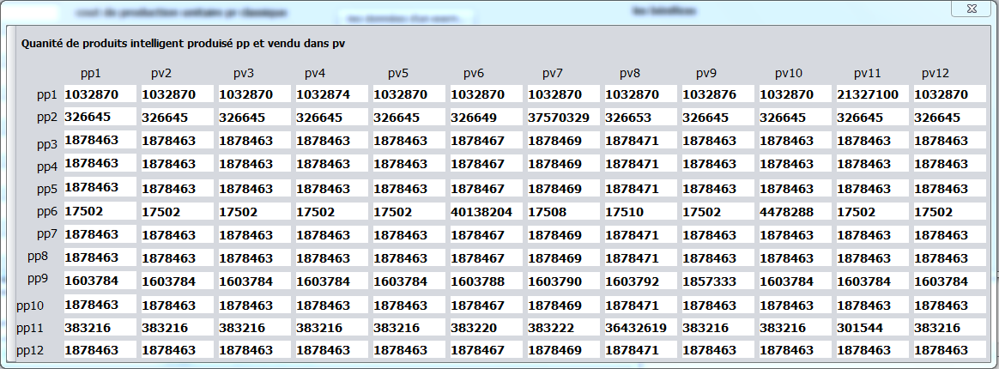 cout de production unitaire pr classique
les bénéfices
Quanité de produits intelligent produisé pp et vendu dans pv
pp1 pv2 pv3 pv4 pv5 pv6 pv7 pv8 pv9 pv10 pv11 pv12
pp1 1032870 1032870 1032870 1032874 1032870 1032870 1032870 1032870 1032876 1032870 21327100 1032870
pp2 326645 326645 326645 326645 326645 326649 37570329 326653 326645 326645 326645 326645
pp3 1878463 1878463 1878463 1878463 1878463 1878467 1878469 1878471 1878463 1878463 1878463 1878463
pp4 1878463 1878463 1878463 1878463 1878463 1878467 1878469 1878471 1878463 1878463 1878463 1878463
pp5 1878463 1878463 1878463 1878463 1878463 1878467 1878469 1878471 1878463 1878463 1878463 1878463
pp6 17502 17502 17502 17502 17502 40138204 17508 17510 17502 4478288 17502 17502
pp7 1878463 1878463 1878463 1878463 1878463 1878467 1878469 1878471 1878463 1878463 1878463 1878463
pp8 1878463 1878463 1878463 1878463 1878463 1878467 1878469 1878471 1878463 1878463 1878463 1878463
pp9 1603784 1603784 1603784 1603784 1603784 1603788 1603790 1603792 1857333 1603784 1603784 1603784
pp10 1878463 1878463 1878463 1878463 1878463 1878467 1878469 1878471 1878463 1878463 1878463 1878463
pp11 383216 383216 383216 383216 383216 383220 383222 36432619 383216 383216 301544 383216
pp12 1878463 1878463 1878463 1878463 1878463 1878467 1878469 1878471 1878463 1878463 1878463 1878463